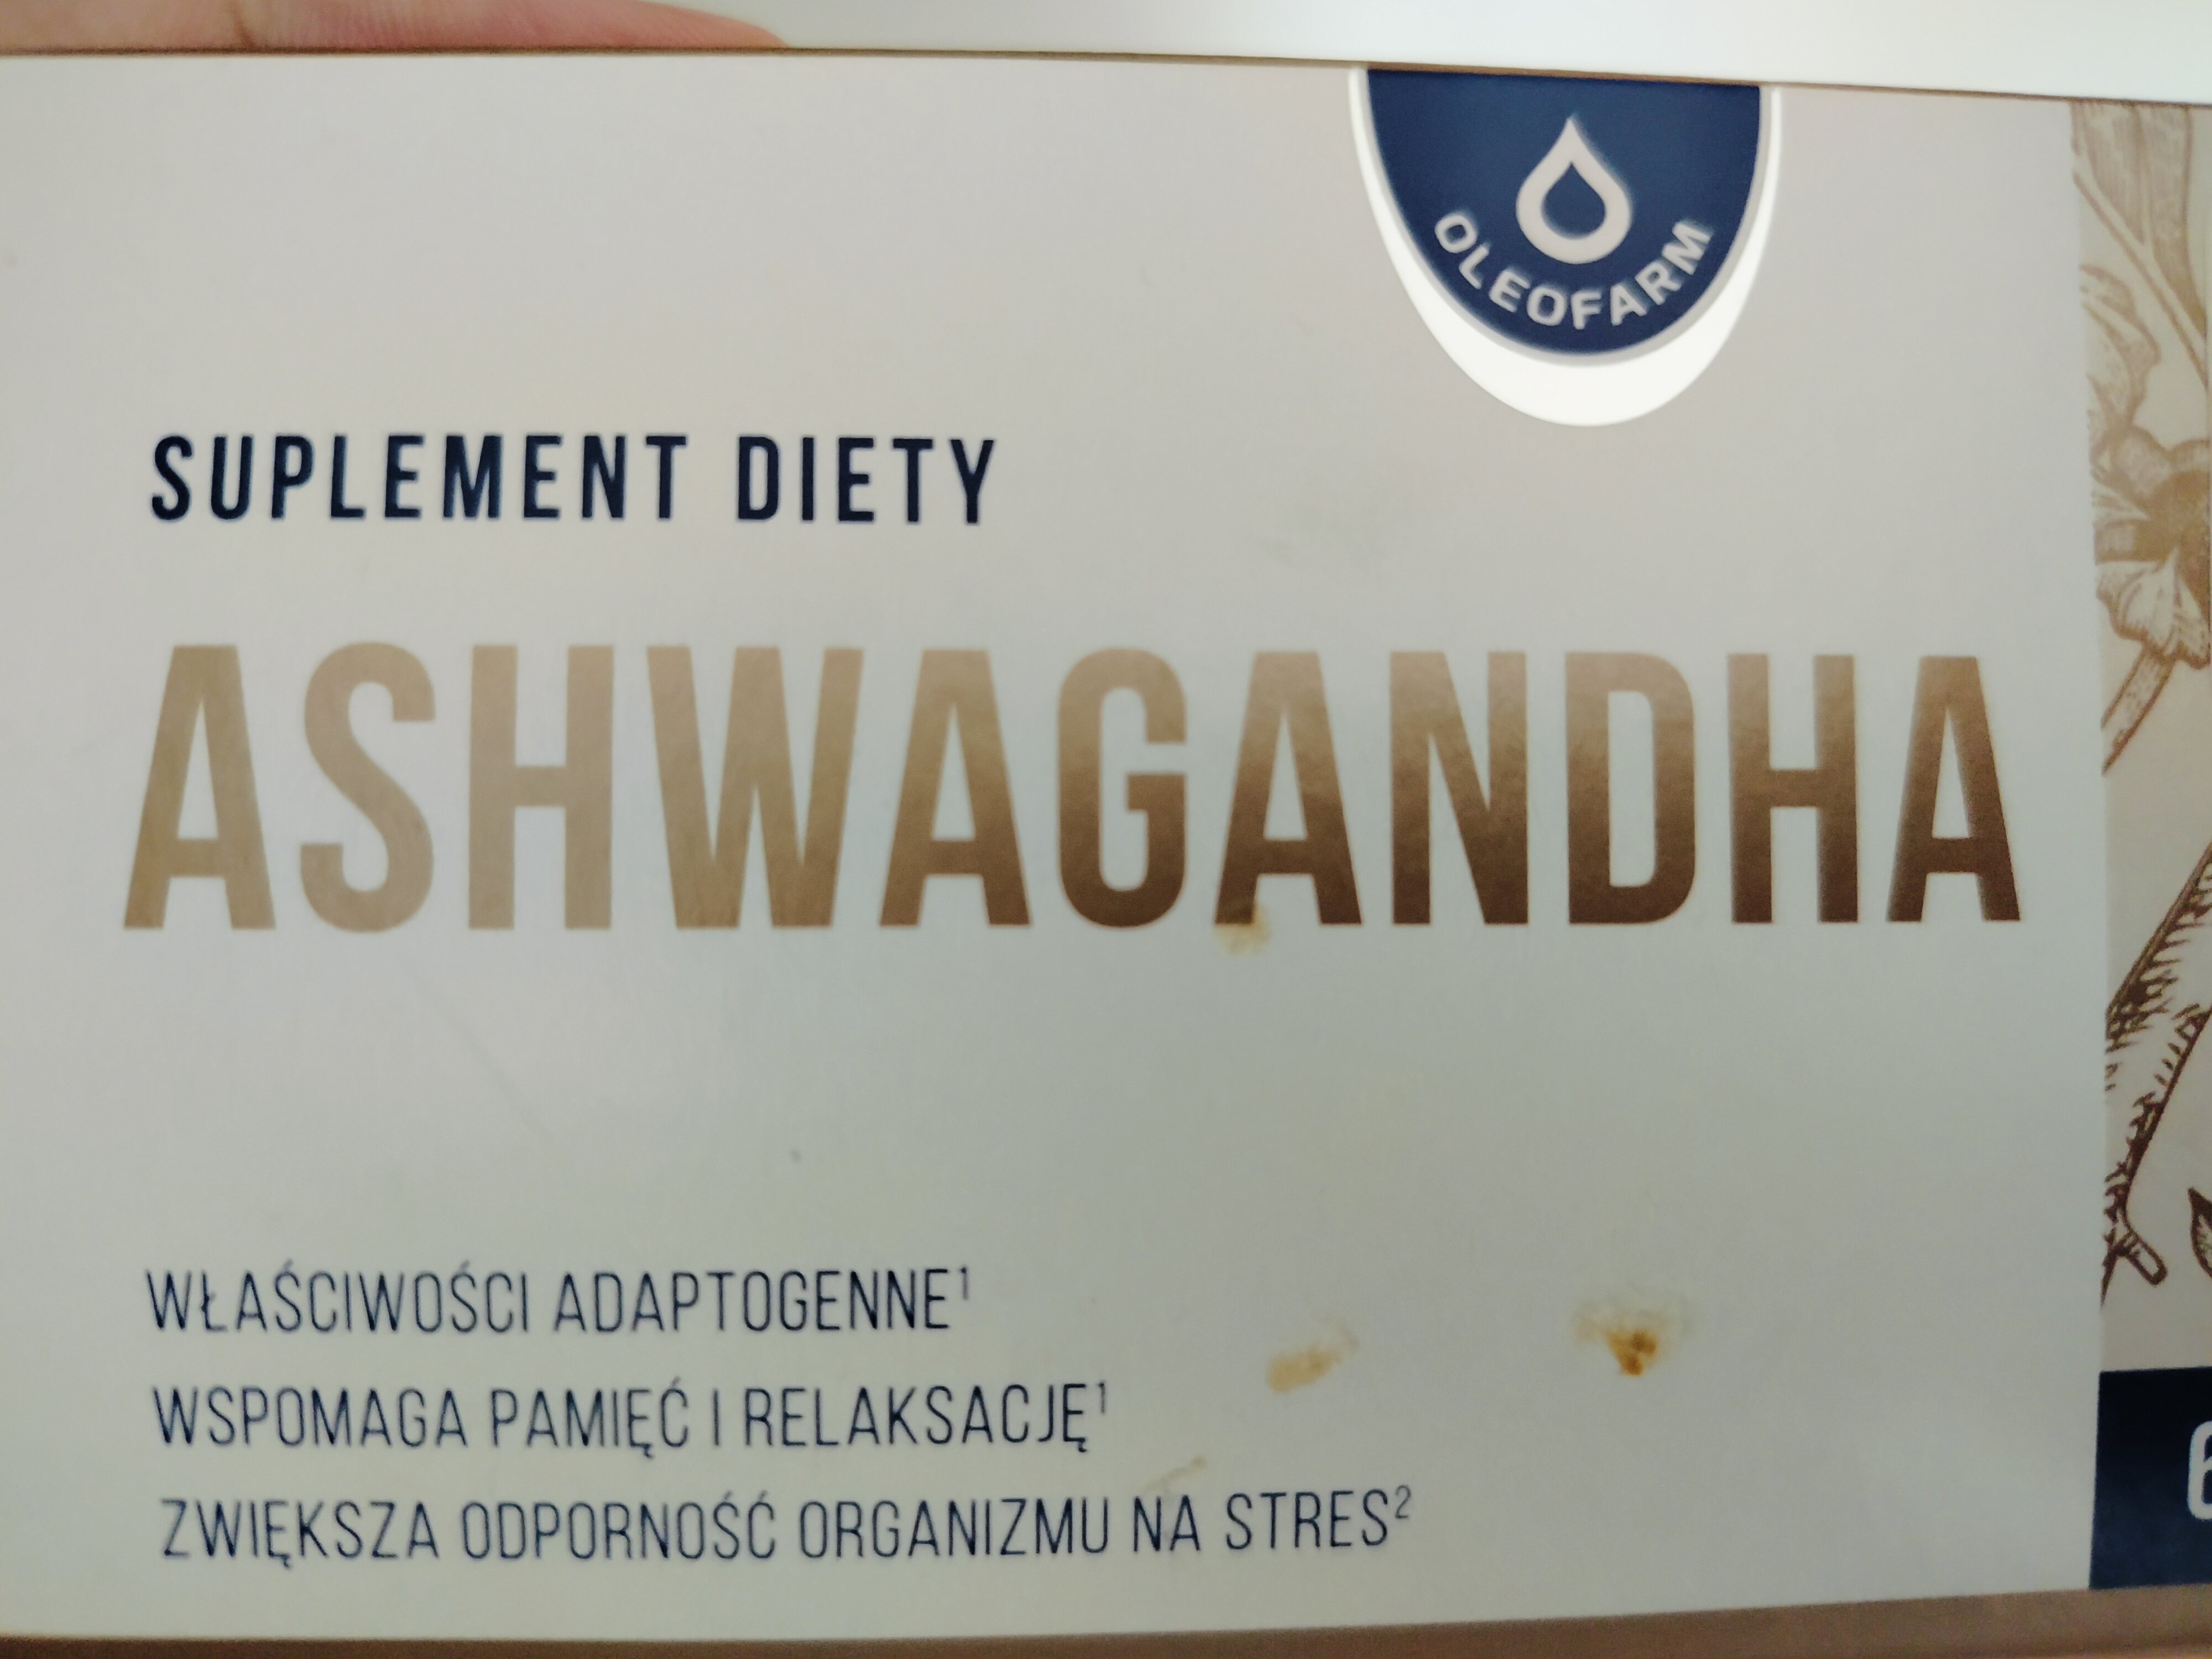 OLEOFARM
SUPLEMENT DIETY
ASHWAGANDHA
WŁAŚCIWOŚCI ADAPTOGENNE¹
WSPOMAGA PAMIĘĆ I RELAKSACJĘ¹
ZWIĘKSZA ODPORNOŚĆ ORGANIZMU NA STRES²